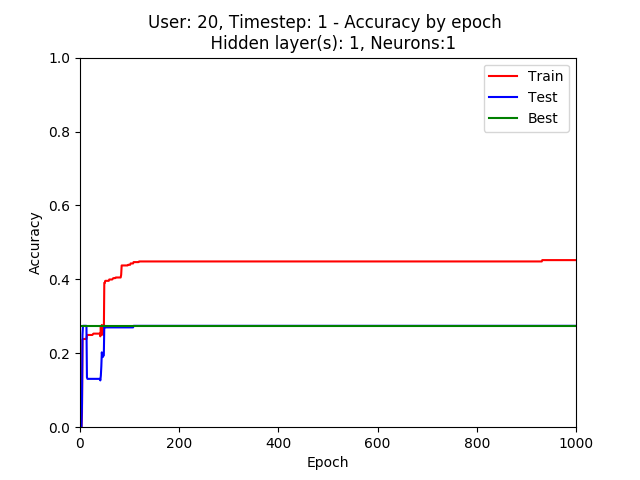 User: 20, Timestep: 1 - Accuracy by epoch
Hidden layer(s): 1, Neurons:1
1.0
0.8
0.6
0.4
0.2
0.0
Accuracy
Train
Test
Best
0
200
400
600
800
1000
Epoch